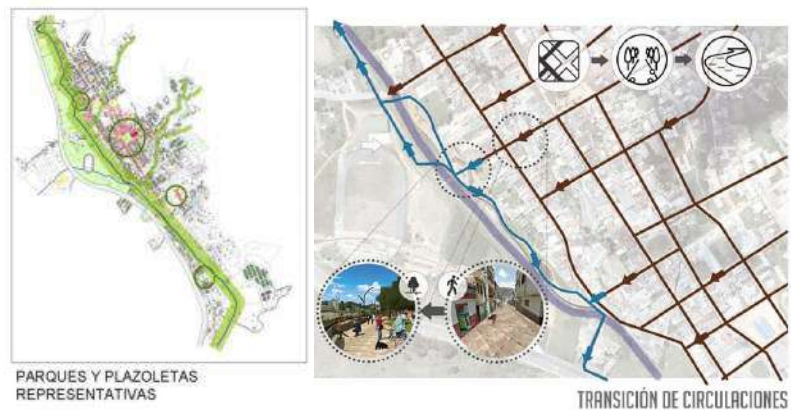 PARQUES Y PLAZOLETAS
REPRESENTATIVAS
TRANSICIÓN DE CIRCULACIONES